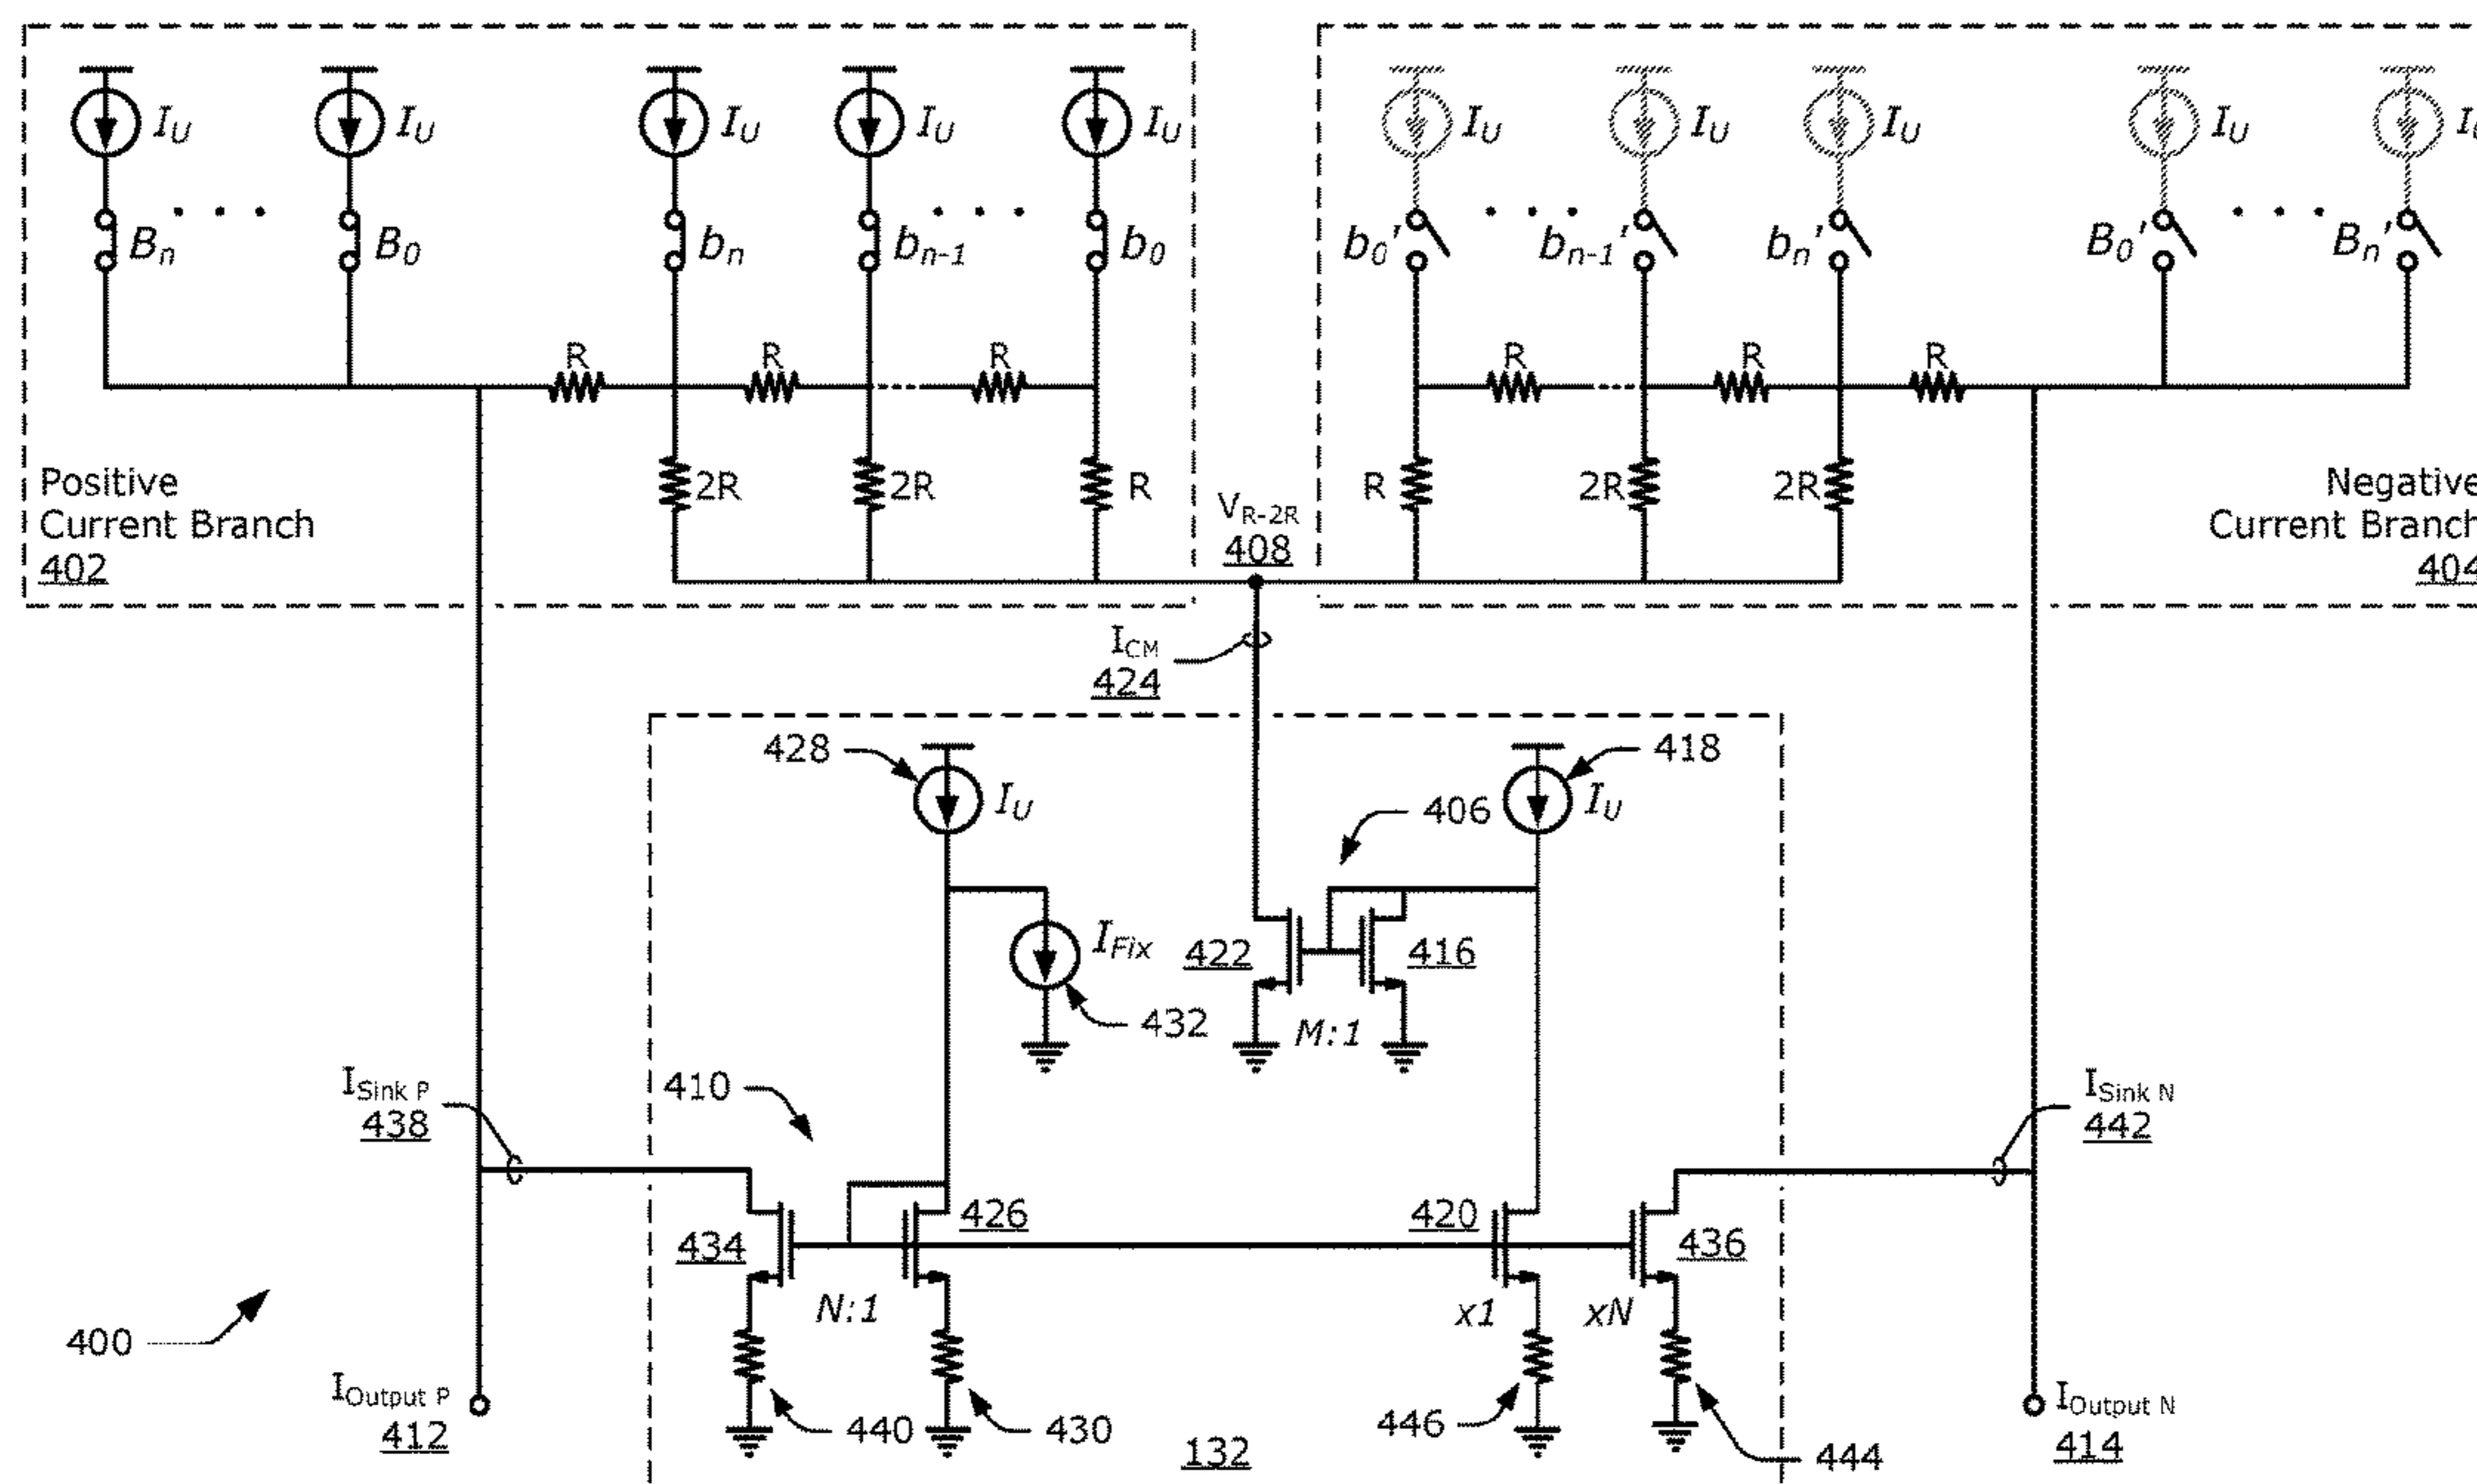 I_U I_U I_U I_U I_U I_U I_U I_U I_U
B_n . . . B_0 b_n b_n-1 . . . b_0 b_0' . . . b_n-1' b_n' B_0' . . . B_n'
R R R R R R
2R 2R R R 2R 2R
Positive
Current Branch
402
V_R-2R
408
Negative
Current Branch
I_CM
424
428 I_U 406 418 I_U
I_Fix 422 416
432 M:1
410
I_Sink P
438
I_Sink N
442
434 426 420 436
N:1 x1 xN
400
I_Output P
412
440 430 132 446 444
I_Output N
414